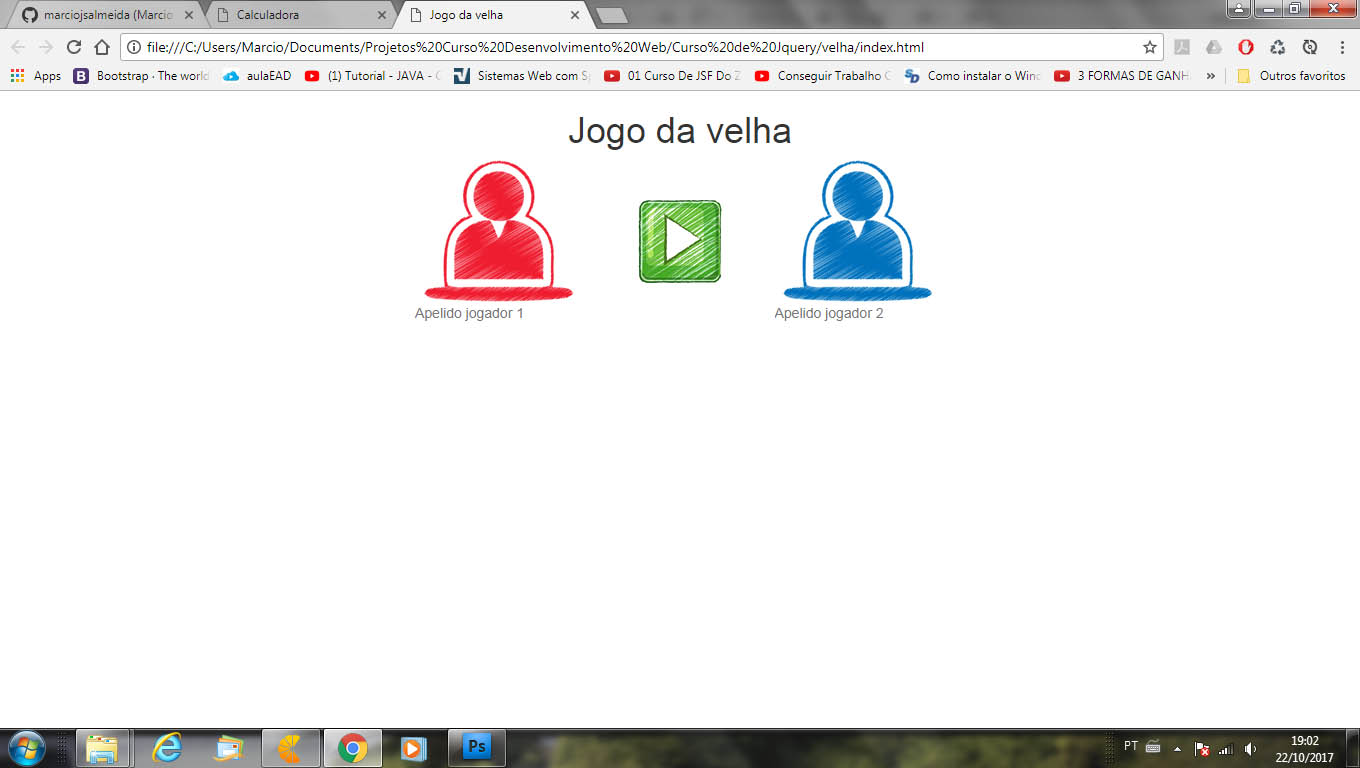 marciojsalmeida (Marcio
Calculadora
Jogo da velha
file:///C:/Users/Marcio/Documents/Projetos%20Curso%20Desenvolvimento%20Web/Curso%20de%20Jquery/velha/index.html
Apps
Bootstrap · The world
aulaEAD
(1) Tutorial - JAVA - C
Sistemas Web com Sp
01 Curso De JSF Do Z
Conseguir Trabalho C
Como instalar o Wind
3 FORMAS DE GANH
Outros favoritos
Jogo da velha
Apelido jogador 1
Apelido jogador 2
Ps
PT
19:02
22/10/2017